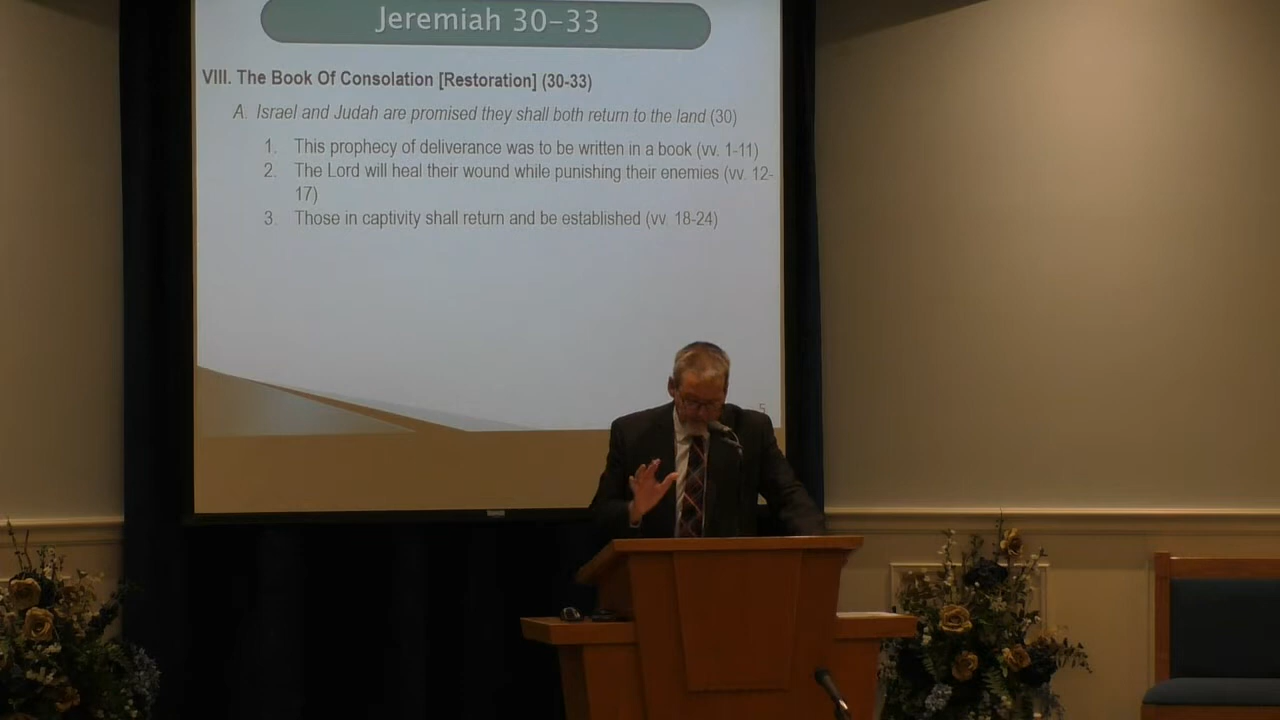 Jeremiah 30-33
VIII. The Book Of Consolation [Restoration] (30-33)
A. Israel and Judah are promised they shall both return to the land (30)
1. This prophecy of deliverance was to be written in a book (vv. 1-11)
2. The Lord will heal their wound while punishing their enemies (vv. 12-
17)
3. Those in captivity shall return and be established (vv. 18-24)
5